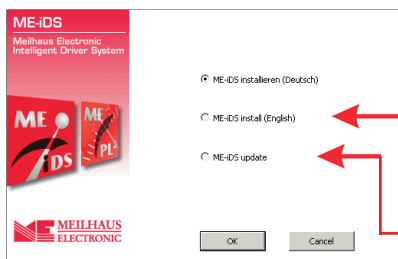 ME-iDS
Meilhaus Electronic
Intelligent Driver System
ME-iDS installieren (Deutsch)
ME-iDS install (English)
ME-iDS update
ME
iDS
ME
PL
MEILHAUS
ELECTRONIC
OK
Cancel